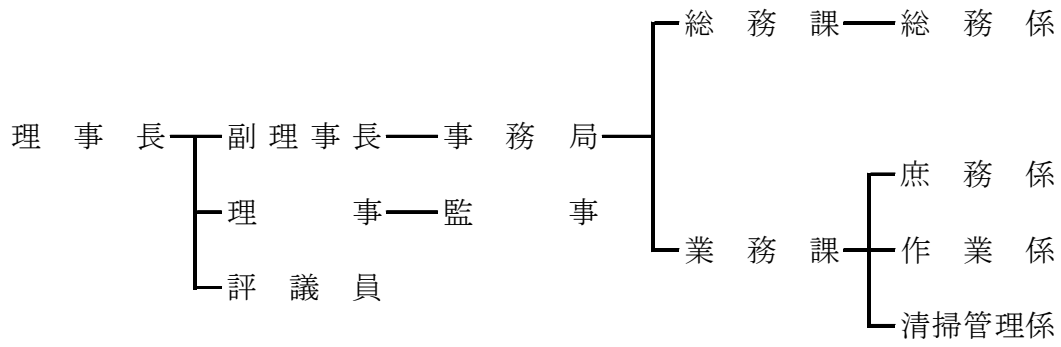 総務課 総務係
理事長 副理事長 事務局
庶務係
理事 監事
業務課 作業係
評議員
清掃管理係